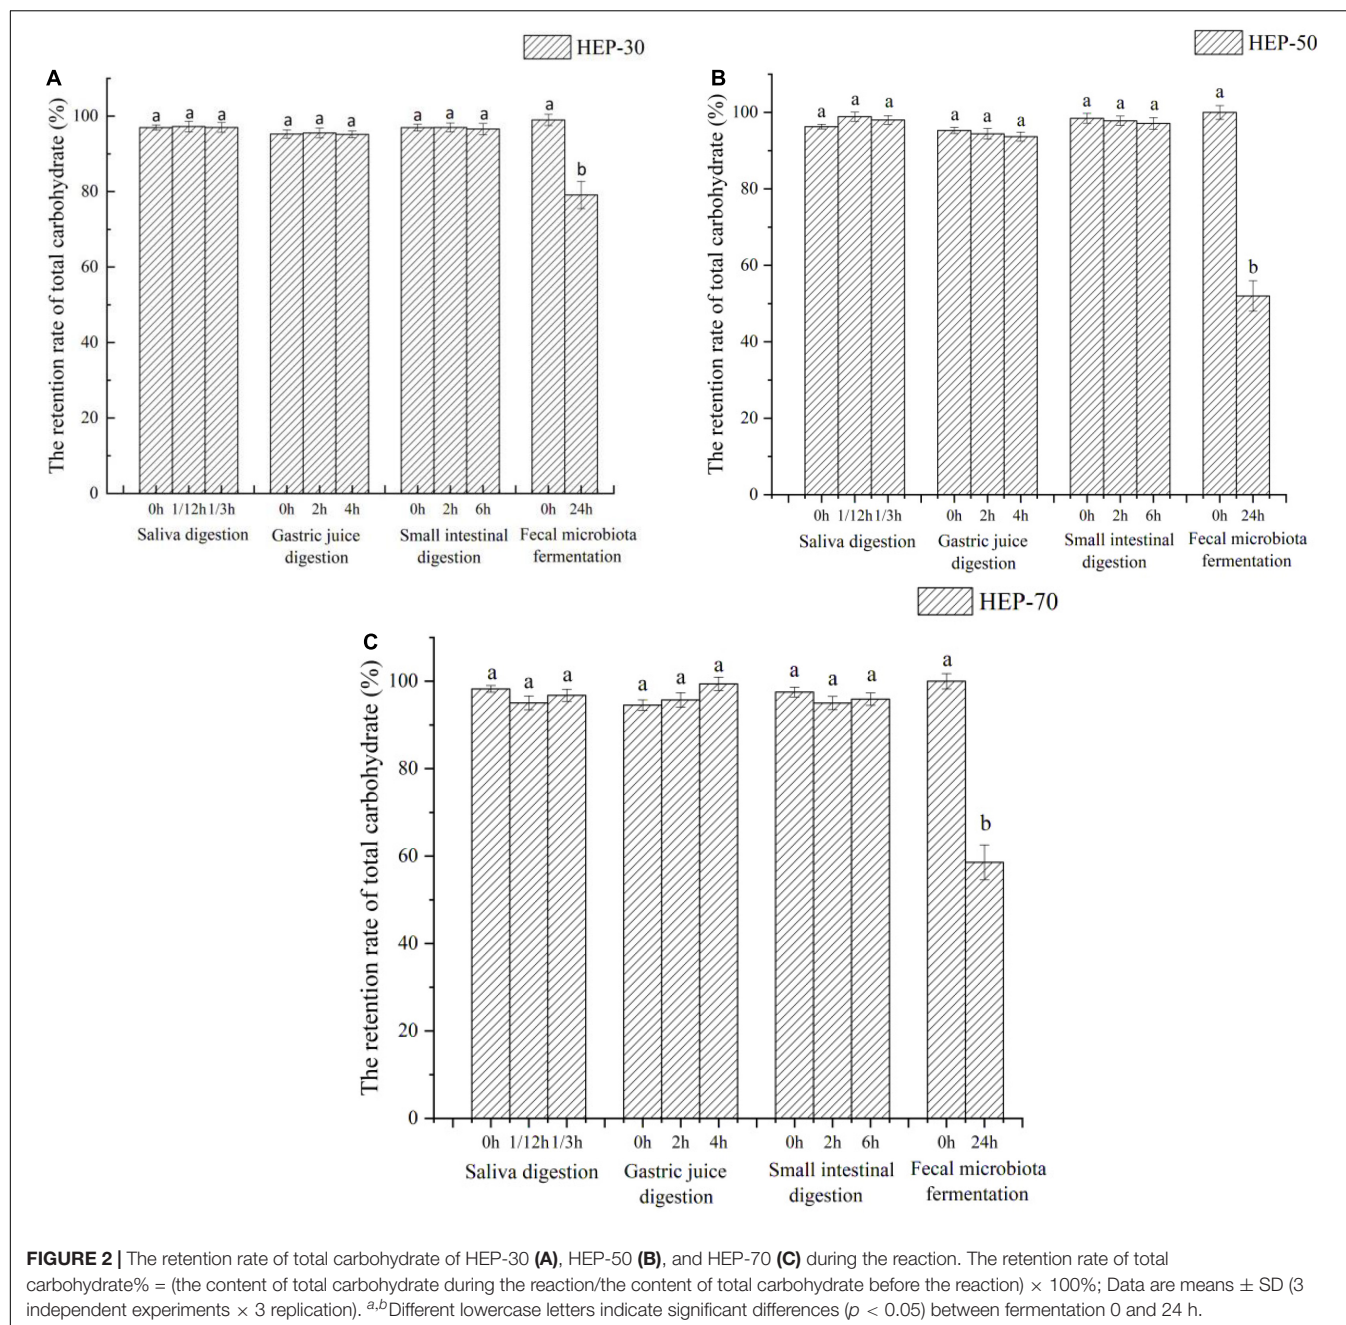 HEP-30
A
The retention rate of total carbohydrate (%)
100
80
60
40
20
0
a a a a a a a a a a b
0h 1/12h 1/3h 0h 2h 4h 0h 2h 6h 0h 24h
Saliva digestion Gastric juice digestion Small intestinal digestion Fecal microbiota fermentation
HEP-50
B
The retention rate of total carbohydrate (%)
100
80
60
40
20
0
a a a a a a a a a a b
0h 1/12h 1/3h 0h 2h 4h 0h 2h 6h 0h 24h
Saliva digestion Gastric juice digestion Small intestinal digestion Fecal microbiota fermentation
HEP-70
C
The retention rate of total carbohydrate (%)
100
80
60
40
20
0
a a a a a a a a a a b
0h 1/12h 1/3h 0h 2h 4h 0h 2h 6h 0h 24h
Saliva digestion Gastric juice digestion Small intestinal digestion Fecal microbiota fermentation
FIGURE 2 | The retention rate of total carbohydrate of HEP-30 (A), HEP-50 (B), and HEP-70 (C) during the reaction. The retention rate of total
carbohydrate% = (the content of total carbohydrate during the reaction/the content of total carbohydrate before the reaction) × 100%; Data are means ± SD (3
independent experiments × 3 replication). a,bDifferent lowercase letters indicate significant differences (p < 0.05) between fermentation 0 and 24 h.